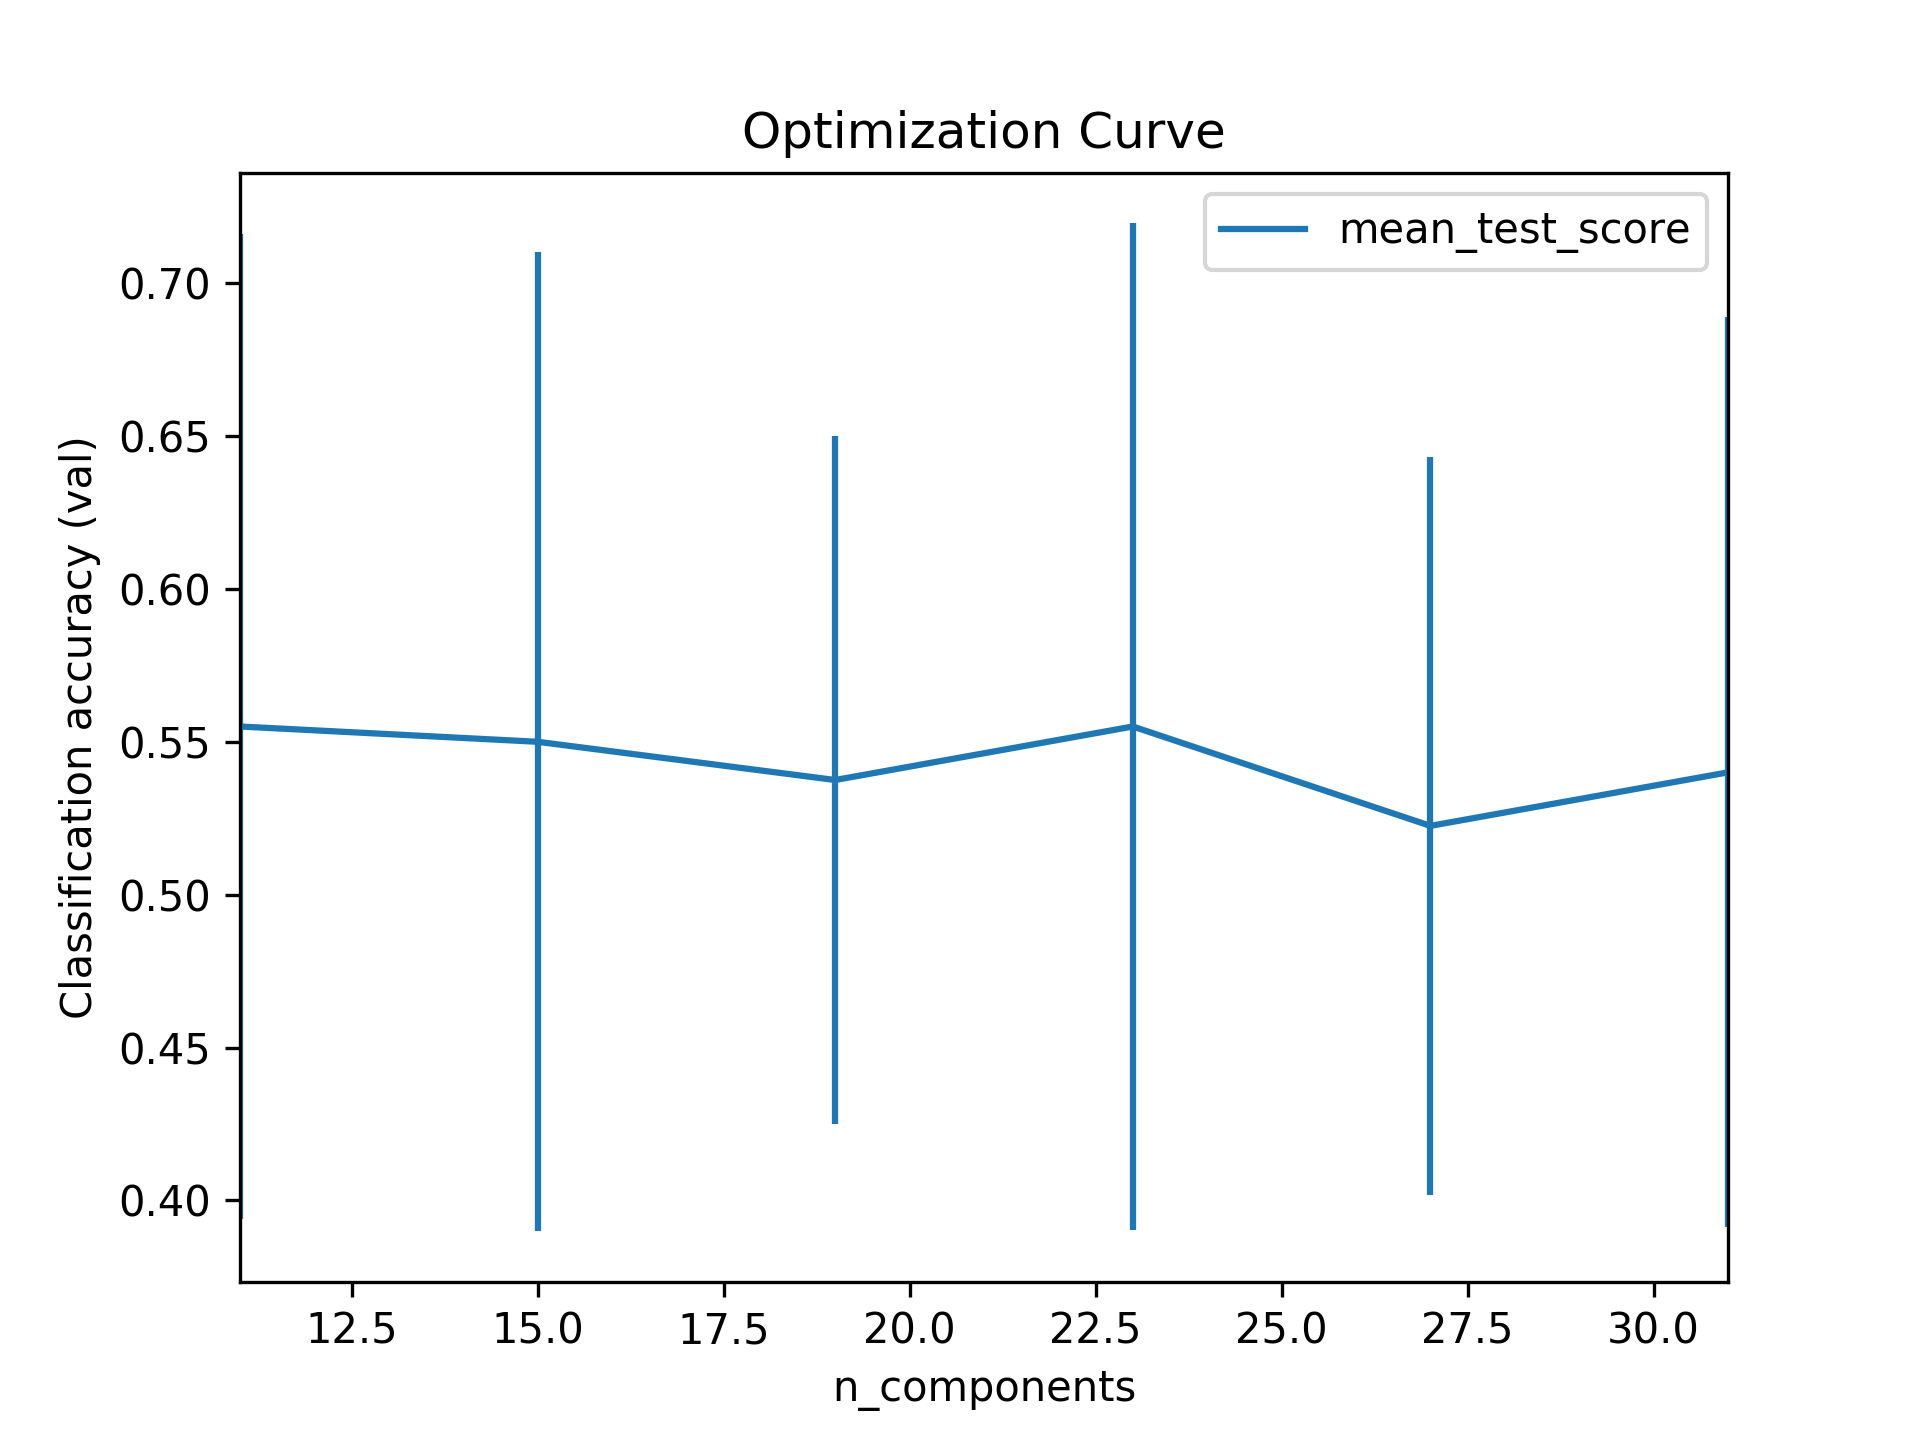 Optimization Curve
mean_test_score
Classification accuracy (val)
0.70
0.65
0.60
0.55
0.50
0.45
0.40
12.5 15.0 17.5 20.0 22.5 25.0 27.5 30.0
n_components